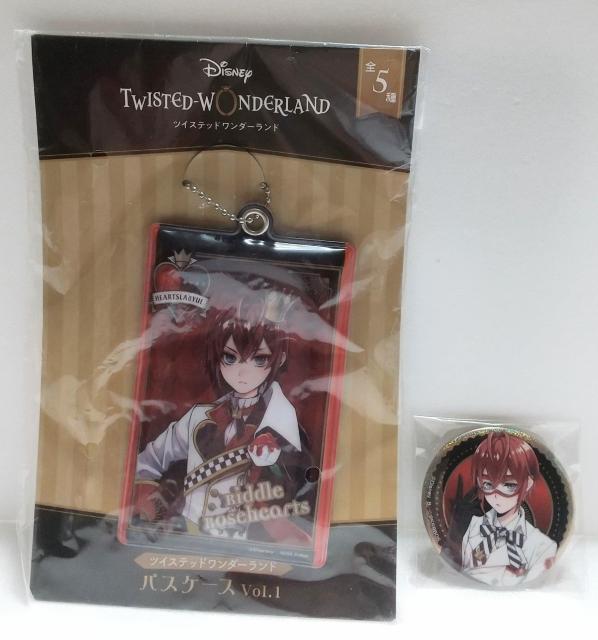 Disney
TWISTED-WONDERLAND
ツイステッドワンダーランド
全5種
HEARTSLABYUL
Riddle
Rosehearts
ツイステッドワンダーランド
パスケース Vol.1